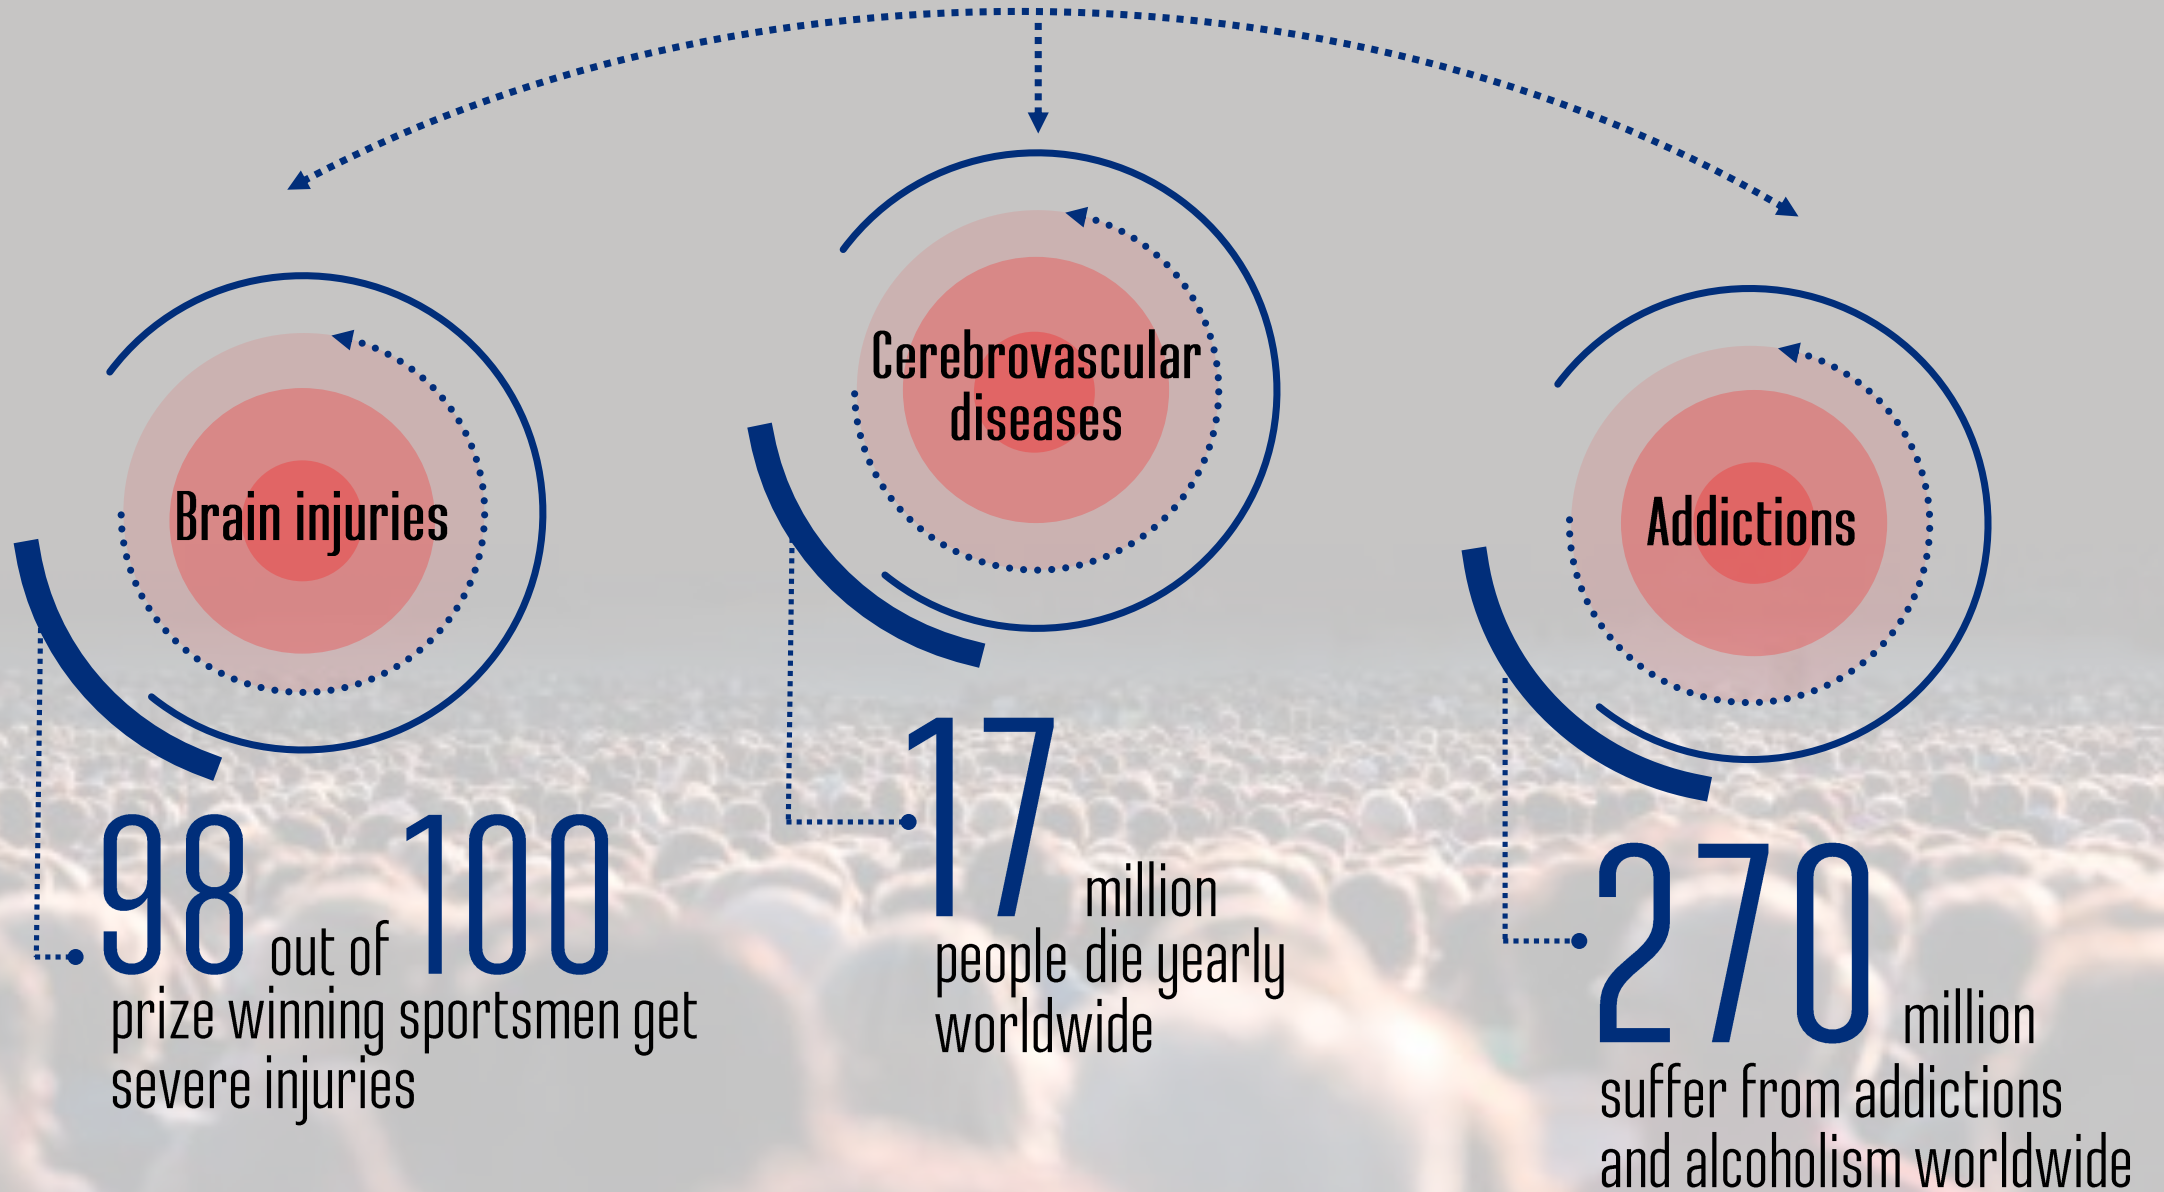 Brain injuries
98 out of 100
prize winning sportsmen get
severe injuries
Cerebrovascular
diseases
17 million
people die yearly
worldwide
Addictions
270 million
suffer from addictions
and alcoholism worldwide